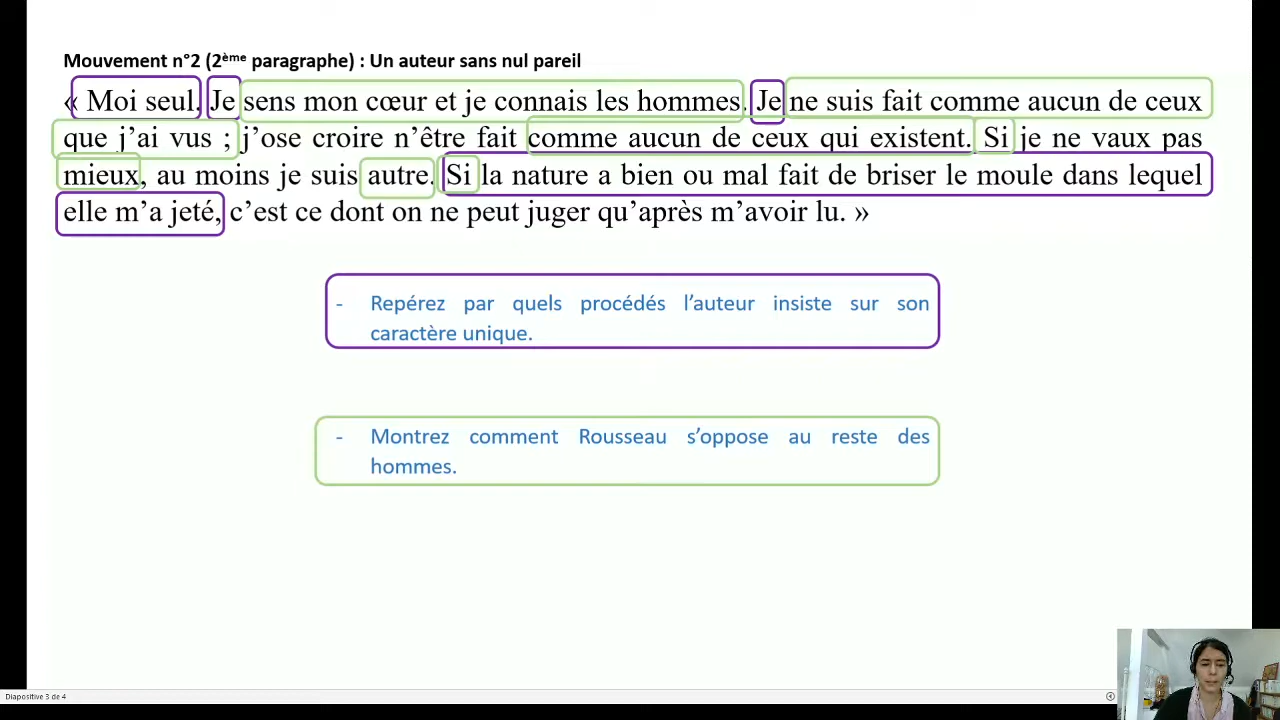 Mouvement n°2 (2ème paragraphe) : Un auteur sans nul pareil
« Moi seul. Je sens mon cœur et je connais les hommes. Je ne suis fait comme aucun de ceux
que j’ai vus ; j’ose croire n’être fait comme aucun de ceux qui existent. Si je ne vaux pas
mieux, au moins je suis autre. Si la nature a bien ou mal fait de briser le moule dans lequel
elle m’a jeté, c’est ce dont on ne peut juger qu’après m’avoir lu. »
- Repérez par quels procédés l’auteur insiste sur son
caractère unique.
- Montrez comment Rousseau s’oppose au reste des
hommes.
Diapositive 3 de 4